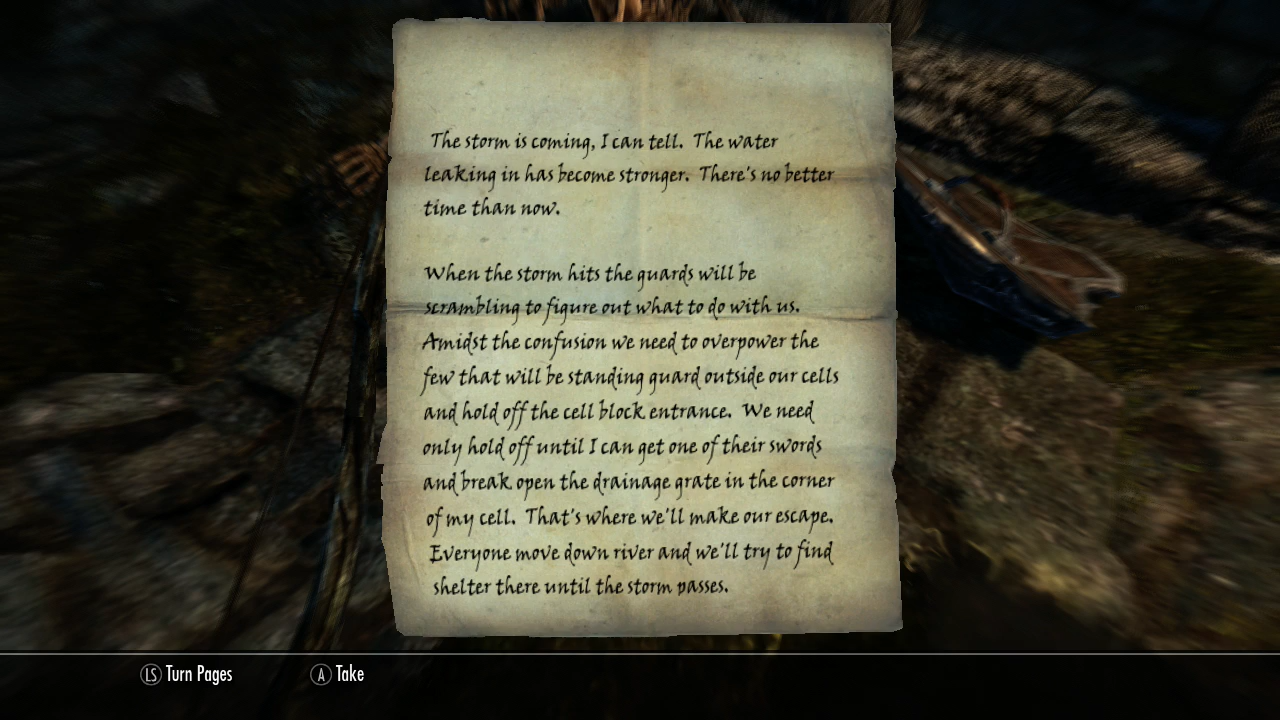 The storm is coming, I can tell. The water
leaking in has become stronger. There's no better
time than now.
When the storm hits the guards will be
scrambling to figure out what to do with us.
Amidst the confusion we need to overpower the
few that will be standing guard outside our cells
and hold off the cell block entrance. We need
only hold off until I can get one of their swords
and break open the drainage grate in the corner
of my cell. That's where we'll make our escape.
Everyone move down river and we'll try to find
shelter there until the storm passes.
LS Turn Pages A Take